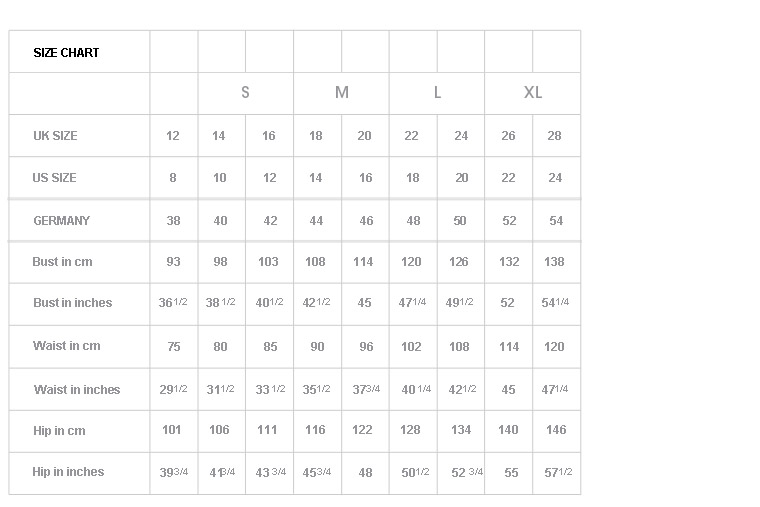 SIZE CHART
S M L XL
UK SIZE 12 14 16 18 20 22 24 26 28
US SIZE 8 10 12 14 16 18 20 22 24
GERMANY 38 40 42 44 46 48 50 52 54
Bust in cm 93 98 103 108 114 120 126 132 138
Bust in inches 36 1/2 38 1/2 40 1/2 42 1/2 45 47 1/4 49 1/2 52 54 1/4
Waist in cm 75 80 85 90 96 102 108 114 120
Waist in inches 29 1/2 31 1/2 33 1/2 35 1/2 37 3/4 40 1/4 42 1/2 45 47 1/4
Hip in cm 101 106 111 116 122 128 134 140 146
Hip in inches 39 3/4 41 3/4 43 3/4 45 3/4 48 50 1/2 52 3/4 55 57 1/2